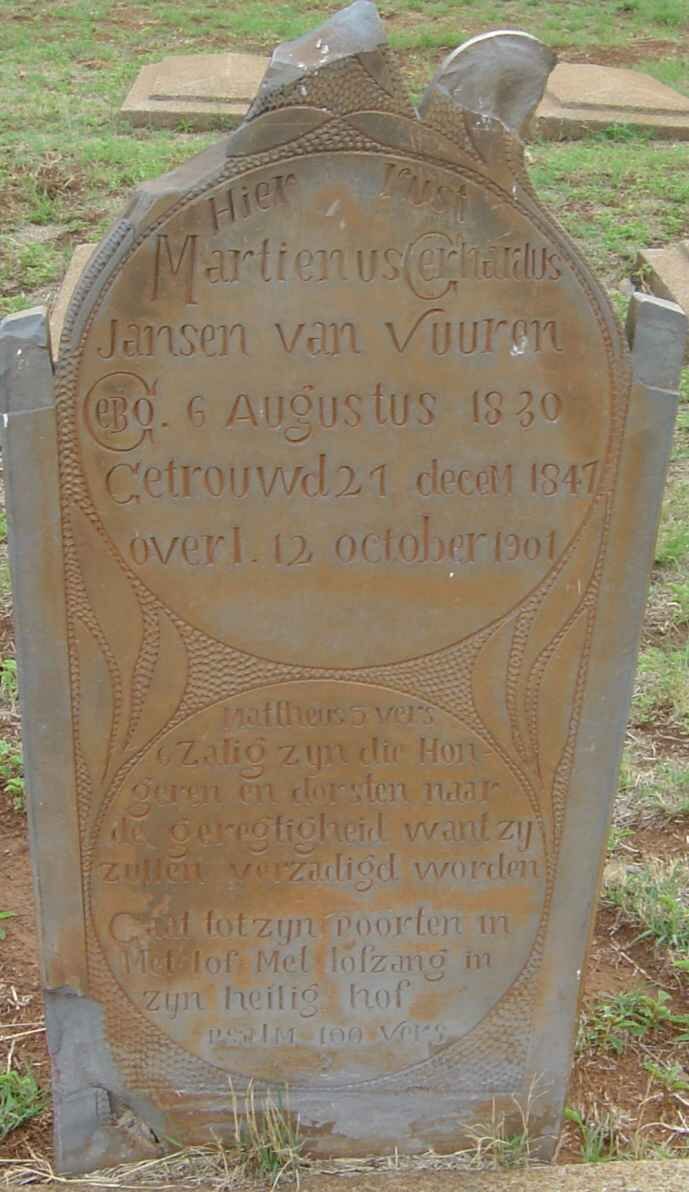 Hier rust
Martienus Gerhardus
Jansen van Vuuren
GEBO. 6 Augustus 1830
Getrouwd 21 deceM 1847
overl. 12 october 1901
Mattheus 5 vers
6 Zalig zyn die Hon-
geren en dorsten naar
de geregtigheid want zy
zullen verzadigd worden
Gaat tot zyn poorten in
Met lof Met lofzang in
zyn heilig hof
psalM 100 vers